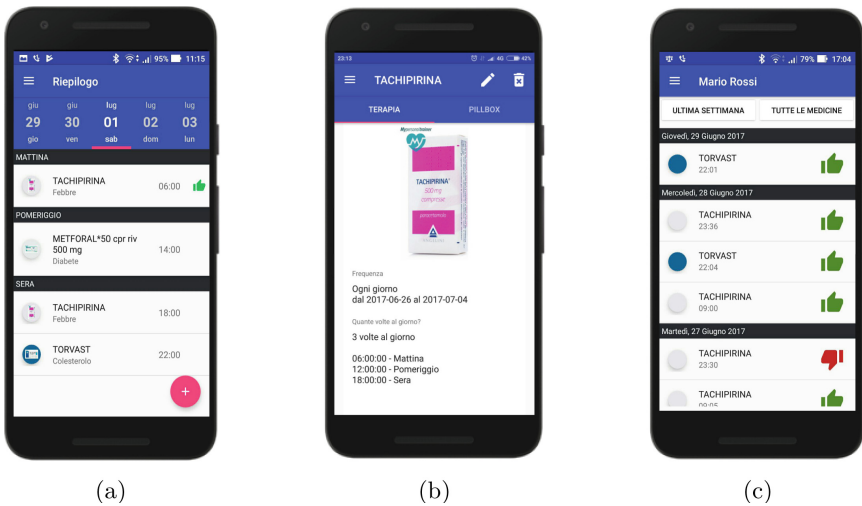 95% 11:15
Riepilogo
giu giu lug lug lug
29 30 01 02 03
gio ven sab dom lun
MATTINA
TACHIPIRINA
Febbre
06:00
POMERIGGIO
METFORAL*50 cpr riv
500 mg
Diabete
14:00
SERA
TACHIPIRINA
Febbre
18:00
TORVAST
Colesterolo
22:00
+
(a)
23:13 4G 42%
TACHIPIRINA
TERAPIA PILLBOX
TACHIPIRINA
500 mg
compresse
paracetamolo
Frequenza
Ogni giorno
dal 2017-06-26 al 2017-07-04
Quante volte al giorno?
3 volte al giorno
06:00:00 - Mattina
12:00:00 - Pomeriggio
18:00:00 - Sera
(b)
79% 17:04
Mario Rossi
ULTIMA SETTIMANA TUTTE LE MEDICINE
Giovedì, 29 Giugno 2017
TORVAST
22:01
Mercoledì, 28 Giugno 2017
TACHIPIRINA
23:36
TORVAST
22:04
TACHIPIRINA
09:00
Martedì, 27 Giugno 2017
TACHIPIRINA
23:30
TACHIPIRINA
09:05
(c)